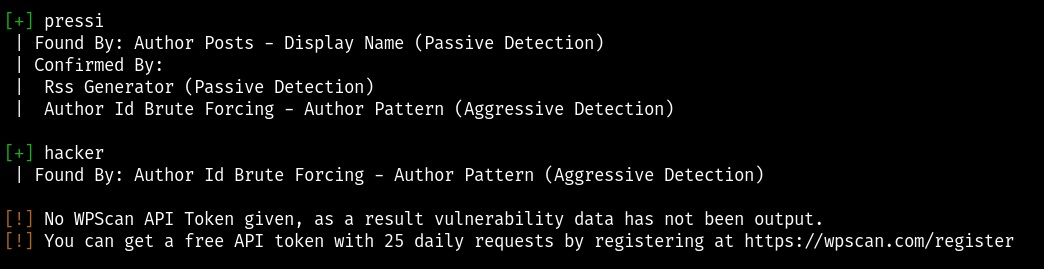 [+] pressi
| Found By: Author Posts - Display Name (Passive Detection)
| Confirmed By:
|  Rss Generator (Passive Detection)
|  Author Id Brute Forcing - Author Pattern (Aggressive Detection)
[+] hacker
| Found By: Author Id Brute Forcing - Author Pattern (Aggressive Detection)
[!] No WPScan API Token given, as a result vulnerability data has not been output.
[!] You can get a free API token with 25 daily requests by registering at https://wpscan.com/register